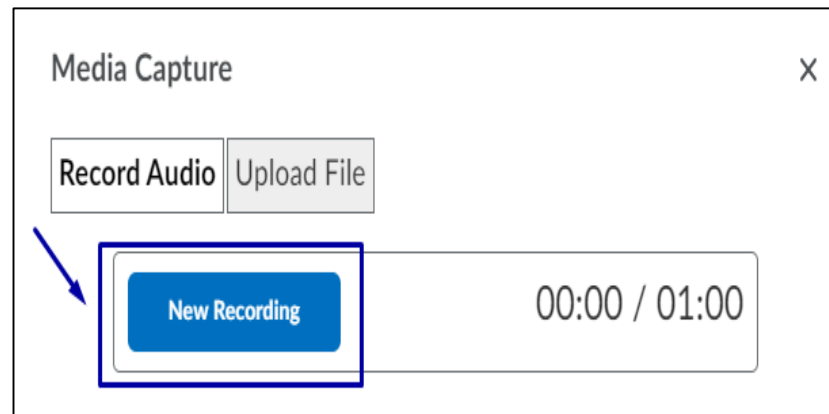 Media Capture
X
Record Audio
Upload File
New Recording
00:00 / 01:00